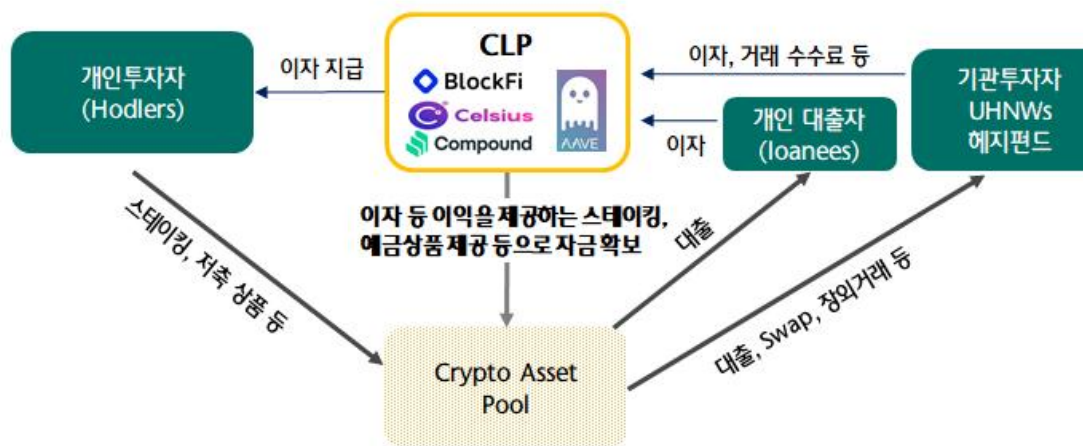 CLP
BlockFi
Celsius
Compound
AAVE
개인투자자
(Hodlers)
이자 지급
이자, 거래 수수료 등
이자
개인 대출자
(loanees)
기관투자자
UHNWs
헤지펀드
이자 등 이익을 제공하는 스테이킹,
예금상품 제공 등으로 자금 확보
스테이킹, 저축 상품 등
대출
대출, Swap, 장외거래 등
Crypto Asset
Pool